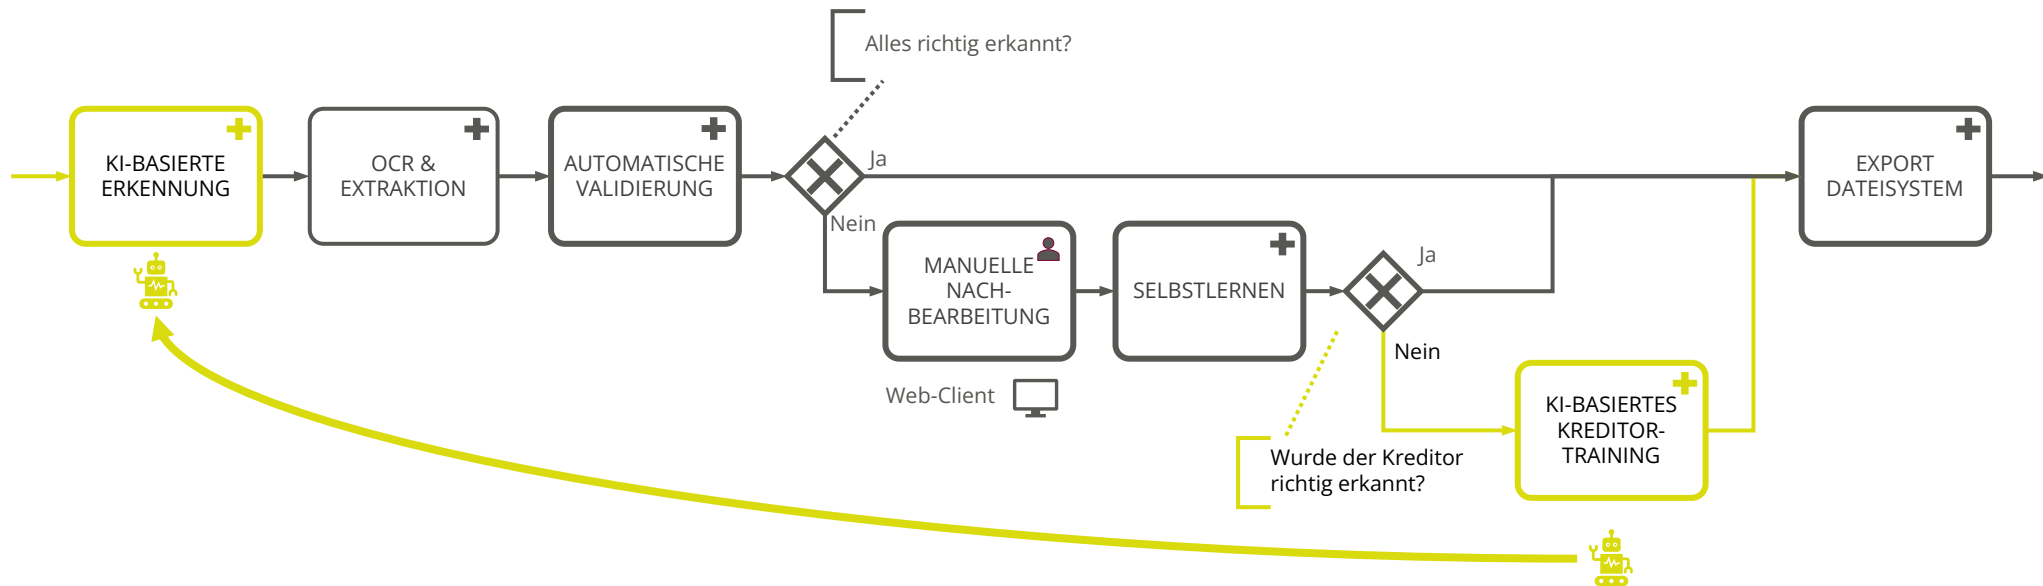 Alles richtig erkannt?
KI-BASIERTE
ERKENNUNG
OCR &
EXTRAKTION
AUTOMATISCHE
VALIDIERUNG
Ja
Nein
EXPORT
DATEISYSTEM
MANUELLE
NACH-
BEARBEITUNG
SELBSTLERNEN
Ja
Nein
Web-Client
Wurde der Kreditor
richtig erkannt?
KI-BASIERTES
KREDITOR-
TRAINING